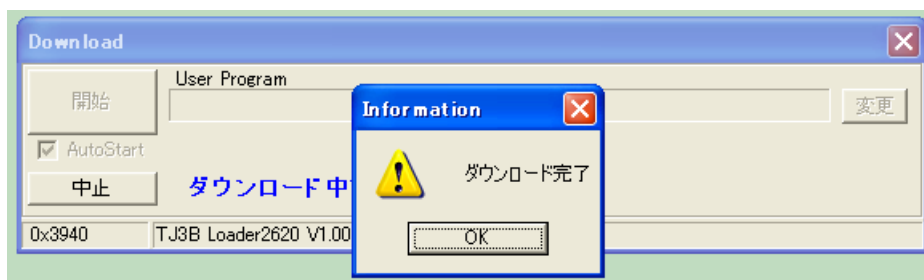 Download
User Program
開始
変更
AutoStart
中止
ダウンロード中
0x3940
TJ3B Loader2620 V1.00
Information
ダウンロード完了
OK